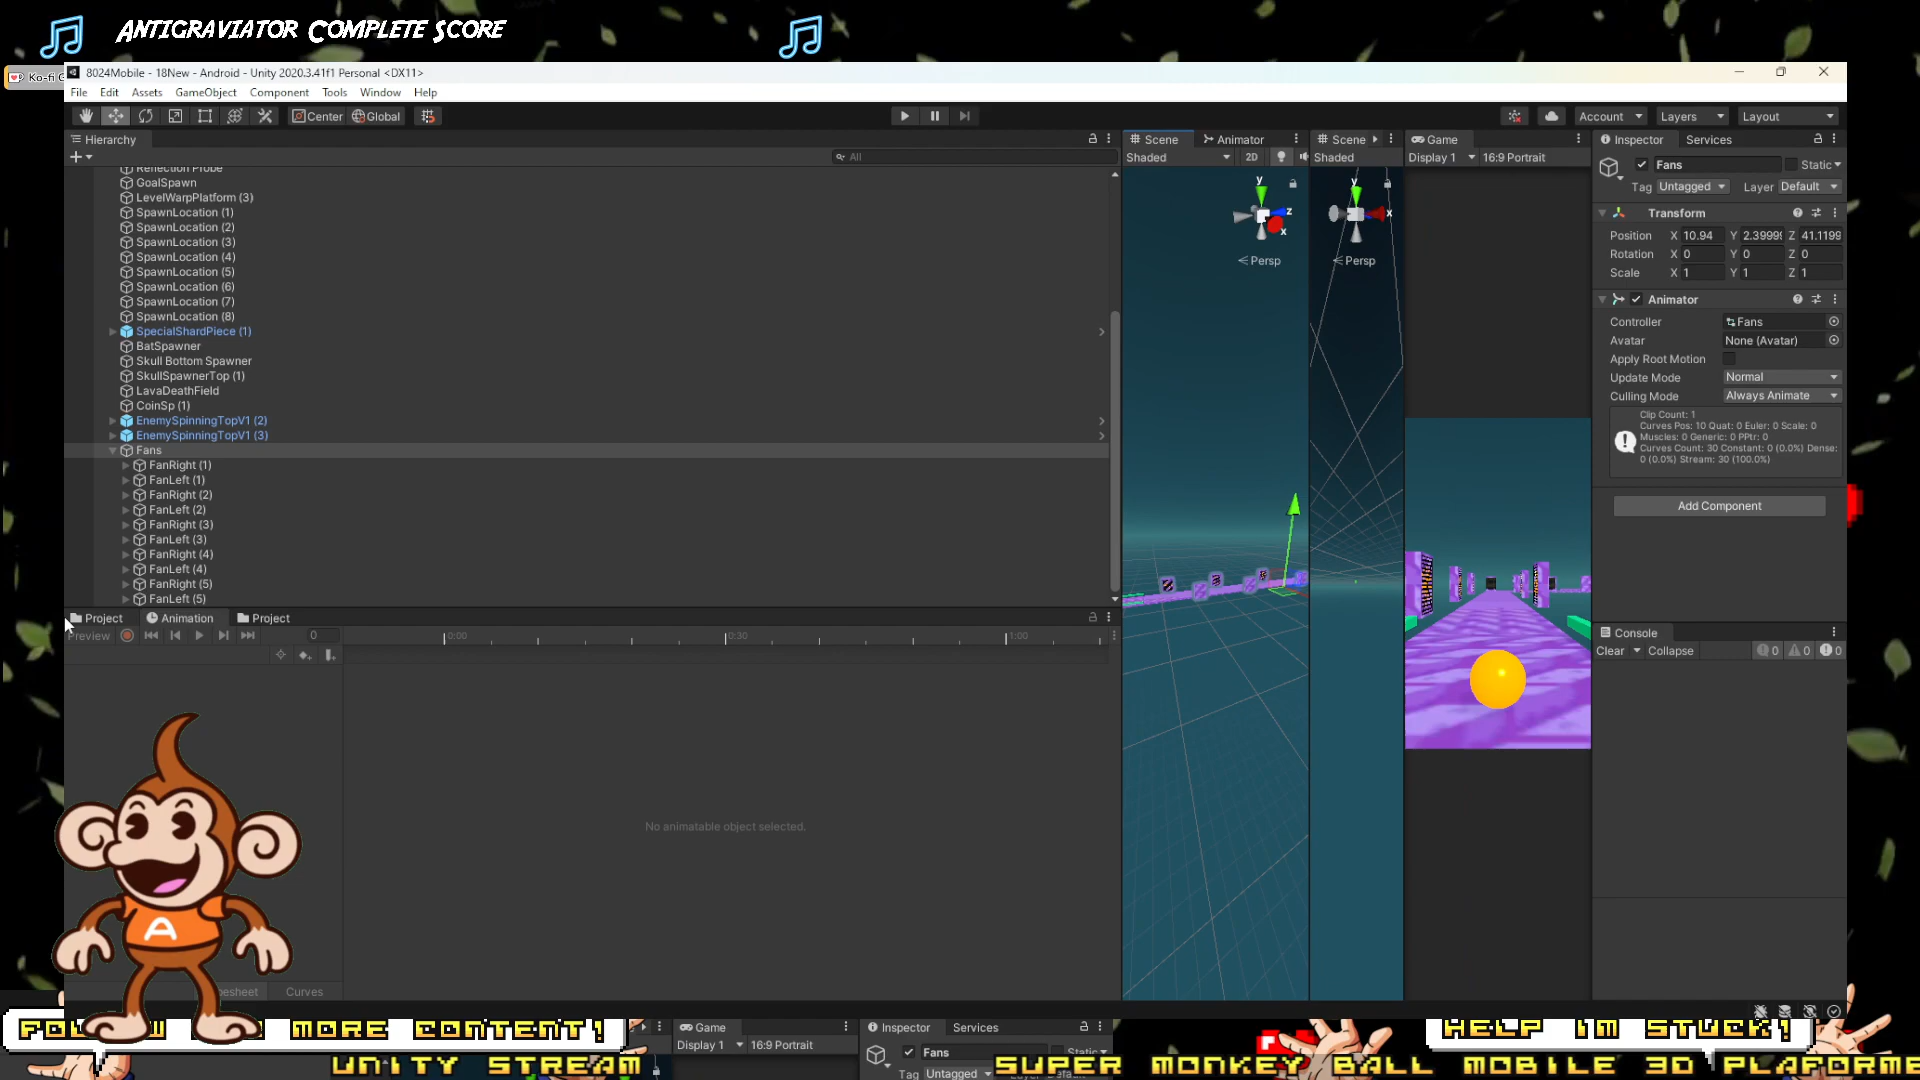 Antigraviator Complete Score
Ko-fi G
8024Mobile - 18New - Android - Unity 2020.3.41f1 Personal <DX11>
File Edit Assets GameObject Component Tools Window Help
Center Global Account Layers Layout
Hierarchy
All
Reflection Probe
GoalSpawn
LevelWarpPlatform (3)
SpawnLocation (1)
SpawnLocation (2)
SpawnLocation (3)
SpawnLocation (4)
SpawnLocation (5)
SpawnLocation (6)
SpawnLocation (7)
SpawnLocation (8)
SpecialShardPiece (1)
BatSpawner
Skull Bottom Spawner
SkullSpawnerTop (1)
LavaDeathField
CoinSp (1)
EnemySpinningTopV1 (2)
EnemySpinningTopV1 (3)
Fans
FanRight (1)
FanLeft (1)
FanRight (2)
FanLeft (2)
FanRight (3)
FanLeft (3)
FanRight (4)
FanLeft (4)
FanRight (5)
FanLeft (5)
Project Animation Project
Preview 0 0:00 0:30 1:00
No animatable object selected.
A
Curves
Scene Animator
Shaded 2D
y
z
x
Persp
Scene
Shaded
y
x
Persp
Game
Display 1 16:9 Portrait
Inspector Services
Fans Static
Tag Untagged Layer Default
Transform
Position X 10.94 Y 2.39999 Z 41.1199
Rotation X 0 Y 0 Z 0
Scale X 1 Y 1 Z 1
Animator
Controller Fans
Avatar None (Avatar)
Apply Root Motion
Update Mode Normal
Culling Mode Always Animate
Clip Count: 1
Curves Pos: 10 Quat: 0 Euler: 0 Scale: 0
Muscles: 0 Generic: 0 PPtr: 0
Curves Count: 30 Constant: 0 (0.0%) Dense:
0 (0.0%) Stream: 30 (100.0%)
Add Component
Console
Clear Collapse 0 0 0
MORE CONTENT!
Game Inspector Services
HELP IM STUCK!
Display 1 16:9 Portrait Fans Static
Tag Untagged
UNITY STREAM SUPER MONKEY BALL MOBILE 3D PLAFORME